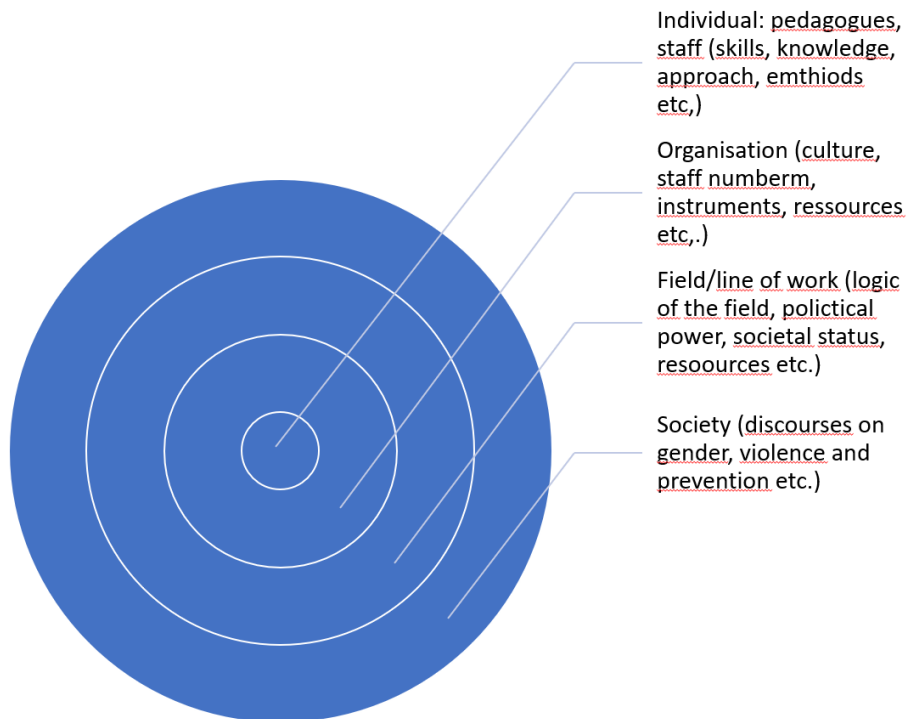 Individual: pedagogues,
staff (skills, knowledge,
approach, emthiods
etc,)
Organisation (culture,
staff numberm,
instruments, ressources
etc,.)
Field/line of work (logic
of the field, polictical
power, societal status,
resoources etc.)
Society (discourses on
gender, violence and
prevention etc.)